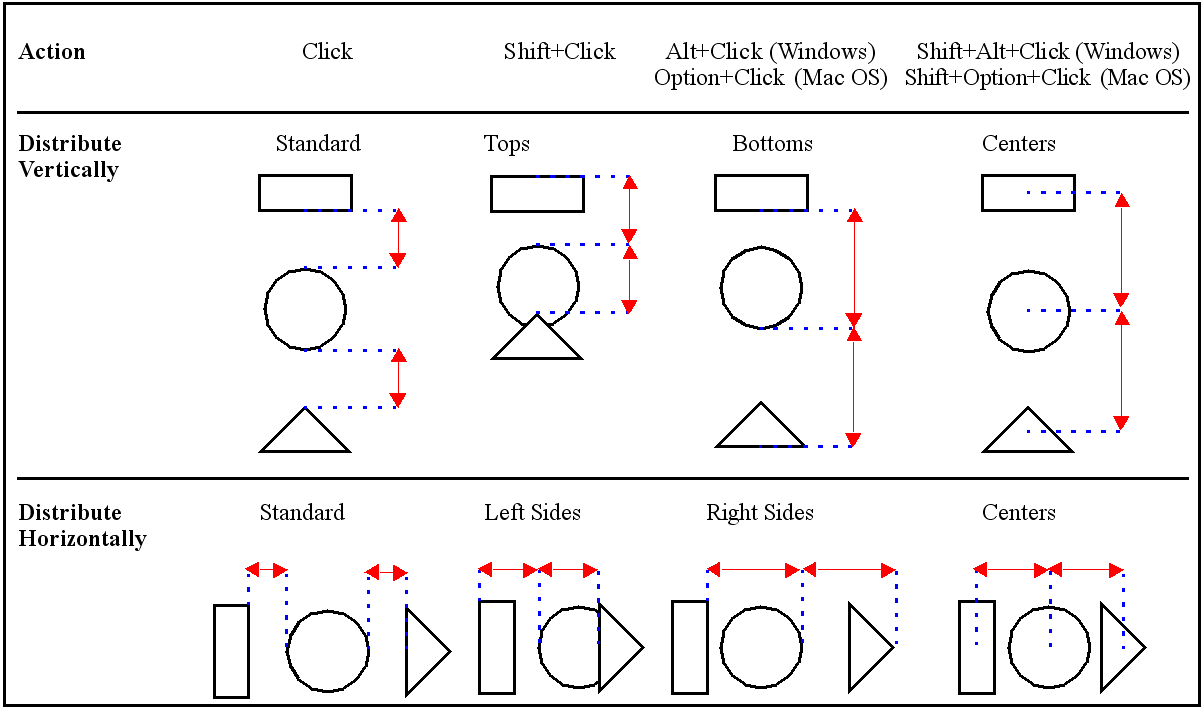 Action
Click
Shift+Click
Alt+Click (Windows)
Option+Click (Mac OS)
Shift+Alt+Click (Windows)
Shift+Option+Click (Mac OS)
Distribute
Vertically
Standard
Tops
Bottoms
Centers
Distribute
Horizontally
Standard
Left Sides
Right Sides
Centers